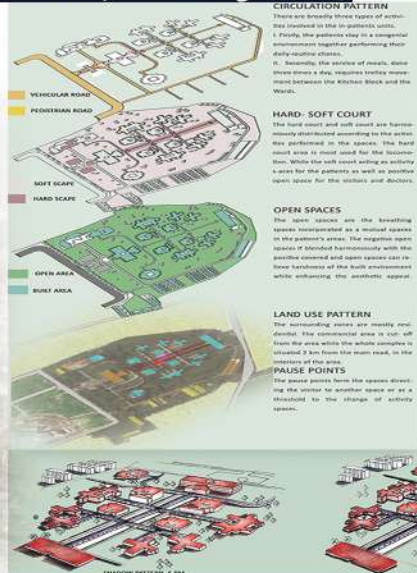 CIRCULATION PATTERN
There are broadly three types of activi-
ties involved in the in-patients units.
I. Firstly, the patients stay in a congenial
environment together performing their
daily-routine chores.
II. Secondly, the service of meals, done
three times a day, requires trolley move-
ment between the Kitchen Block and the
Wards.
VEHICULAR ROAD
PEDISTRIAN ROAD
HARD- SOFT COURT
The hard court and soft court are harmo-
niously distributed according to the activi-
ties performed in the spaces. The hard
court area is most used for the locomo-
tion. While the soft court acting as activity
s-ares for the patients as well as positive
open space for the visitors and doctors.
SOFT SCAPE
HARD SCAPE
OPEN SPACES
The open spaces are the breathing
spaces incorporated as a mutual spaces
in the patient's areas. The negative open
spaces if blended harmoniously with the
positive covered and open spaces can re-
lieve harshness of the built environment
while enhancing the aesthetic appeal.
OPEN AREA
BUILT AREA
LAND USE PATTERN
The surrounding zones are mostly resi-
dential. The commercial area is cut- off
from the area while the whole complex is
situated 2 km from the main road, in the
interiors of the area.
PAUSE POINTS
The pause points form the spaces direct-
ing the visitor to another space or as a
threshold to the change of activity
spaces.